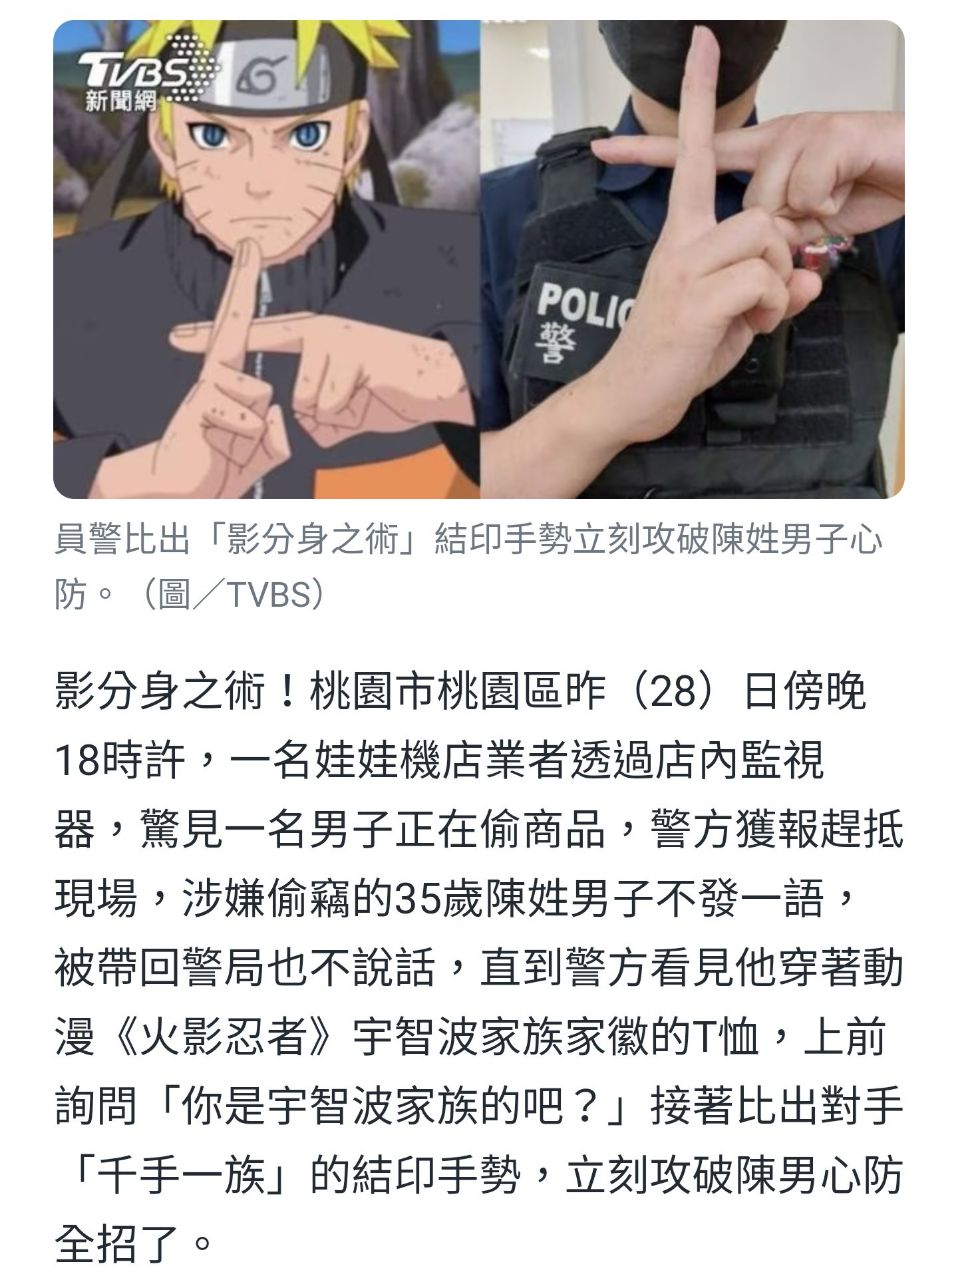 TVBS
新聞網
POLIC
警
員警比出「影分身之術」結印手勢立刻攻破陳姓男子心
防。（圖／TVBS）
影分身之術！桃園市桃園區昨（28）日傍晚
18時許，一名娃娃機店業者透過店內監視
器，驚見一名男子正在偷商品，警方獲報趕抵
現場，涉嫌偷竊的35歲陳姓男子不發一語，
被帶回警局也不說話，直到警方看見他穿著動
漫《火影忍者》宇智波家族家徽的T恤，上前
詢問「你是宇智波家族的吧？」接著比出對手
「千手一族」的結印手勢，立刻攻破陳男心防
全招了。